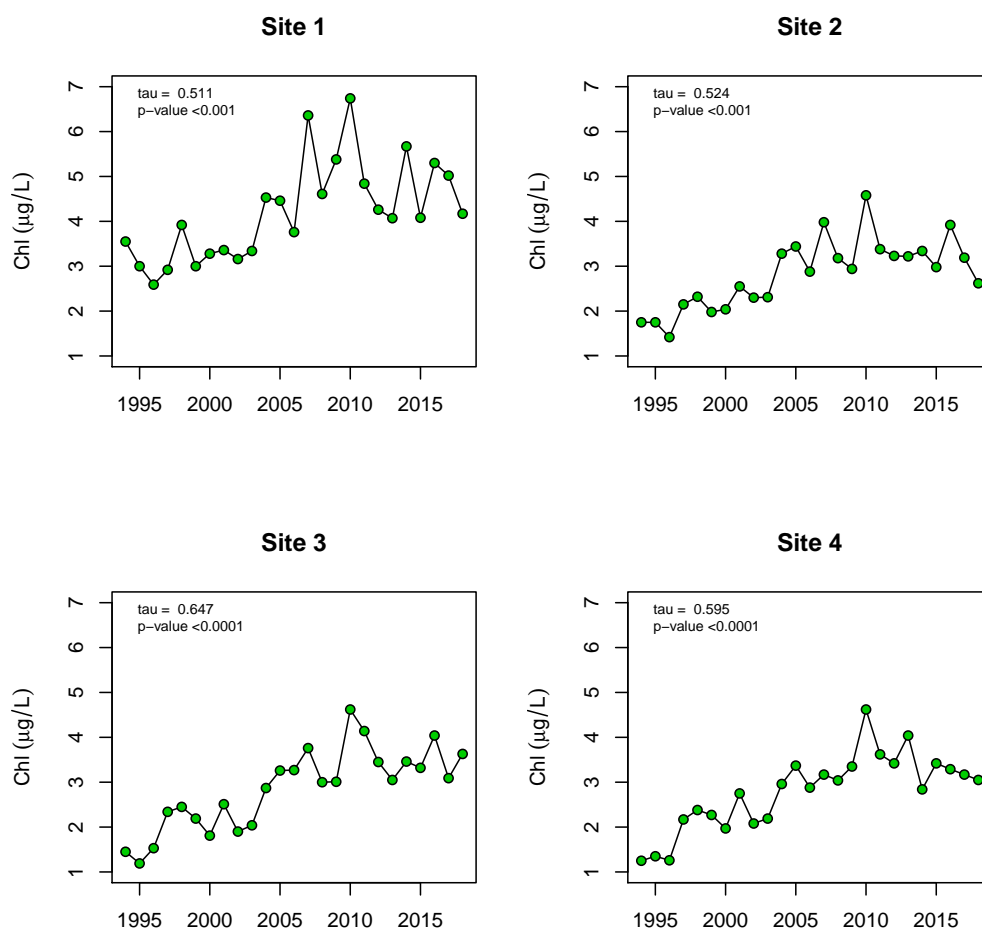 Site 1
tau = 0.511
p−value <0.001
Chl (μg/L)
7
6
5
4
3
2
1
1995 2000 2005 2010 2015
Site 2
tau = 0.524
p−value <0.001
Chl (μg/L)
7
6
5
4
3
2
1
1995 2000 2005 2010 2015
Site 3
tau = 0.647
p−value <0.0001
Chl (μg/L)
7
6
5
4
3
2
1
1995 2000 2005 2010 2015
Site 4
tau = 0.595
p−value <0.0001
Chl (μg/L)
7
6
5
4
3
2
1
1995 2000 2005 2010 2015